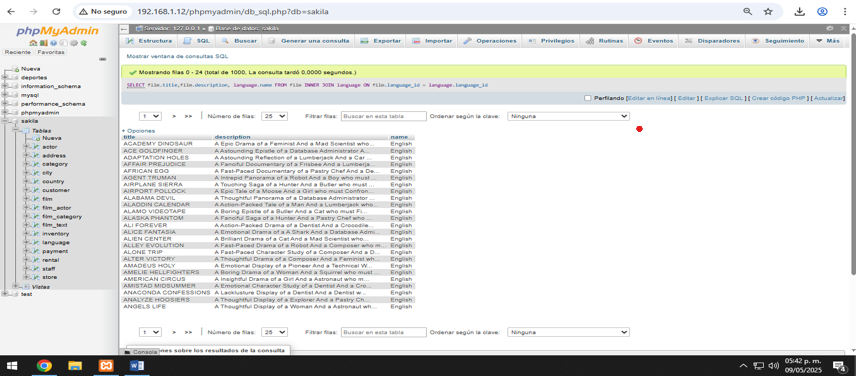 No seguro 192.168.1.12/phpmyadmin/db_sql.php?db=sakila
phpMyAdmin
Reciente Favoritas
Nueva
deportes
information_schema
mysql
performance_schema
phpmyadmin
sakila
Tablas
Nueva
actor
address
category
city
country
customer
film
film_actor
film_category
film_text
inventory
language
payment
rental
staff
store
Vistas
test
Servidor: 127.0.0.1 » Base de datos: sakila
Estructura SQL Buscar Generar una consulta Exportar Importar Operaciones Privilegios Rutinas Eventos Disparadores Seguimiento Más
Mostrar ventana de consultas SQL
Mostrando filas 0 - 24 (total de 1000, La consulta tardó 0,0000 segundos.)
SELECT film.title,film.description, language.name FROM film INNER JOIN language ON film.language_id = language.language_id
Perfilando [Editar en línea] [ Editar ] [ Explicar SQL ] [ Crear código PHP ] [ Actualizar]
1 > >> Número de filas: 25 Filtrar filas: Buscar en esta tabla Ordenar según la clave: Ninguna
+ Opciones
title description name
ACADEMY DINOSAUR A Epic Drama of a Feminist And a Mad Scientist who...
English
ACE GOLDFINGER A Astounding Epistle of a Database Administrator A...
English
ADAPTATION HOLES A Astounding Reflection of a Lumberjack And a Car ...
English
AFFAIR PREJUDICE A Fanciful Documentary of a Frisbee And a Lumberja...
English
AFRICAN EGG A Fast-Paced Documentary of a Pastry Chef And a De...
English
AGENT TRUMAN A Intrepid Panorama of a Robot And a Boy who must ...
English
AIRPLANE SIERRA A Touching Saga of a Hunter And a Butler who must ...
English
AIRPORT POLLOCK A Epic Tale of a Moose And a Girl who must Confron...
English
ALABAMA DEVIL A Thoughtful Panorama of a Database Administrator ...
English
ALADDIN CALENDAR A Action-Packed Tale of a Man And a Lumberjack who...
English
ALAMO VIDEOTAPE A Boring Epistle of a Butler And a Cat who must Fi...
English
ALASKA PHANTOM A Fanciful Saga of a Hunter And a Pastry Chef who ...
English
ALI FOREVER A Action-Packed Drama of a Dentist And a Crocodile...
English
ALICE FANTASIA A Emotional Drama of a A Shark And a Database Admi...
English
ALIEN CENTER A Brilliant Drama of a Cat And a Mad Scientist who...
English
ALLEY EVOLUTION A Fast-Paced Drama of a Robot And a Composer who m...
English
ALONE TRIP A Fast-Paced Character Study of a Composer And a D...
English
ALTER VICTORY A Thoughtful Drama of a Composer And a Feminist wh...
English
AMADEUS HOLY A Emotional Display of a Pioneer And a Technical W...
English
AMELIE HELLFIGHTERS A Boring Drama of a Woman And a Squirrel who must ...
English
AMERICAN CIRCUS A Insightful Drama of a Girl And a Astronaut who m...
English
AMISTAD MIDSUMMER A Emotional Character Study of a Dentist And a Cro...
English
ANACONDA CONFESSIONS A Lacklusture Display of a Dentist And a Dentist w...
English
ANALYZE HOOSIERS A Thoughtful Display of a Explorer And a Pastry Ch...
English
ANGELS LIFE A Thoughtful Display of a Woman And a Astronaut wh...
English
1 > >> Número de filas: 25 Filtrar filas: Buscar en esta tabla Ordenar según la clave: Ninguna
Consola
ones sobre los resultados de la consulta
05:42 p. m.
09/05/2025
4